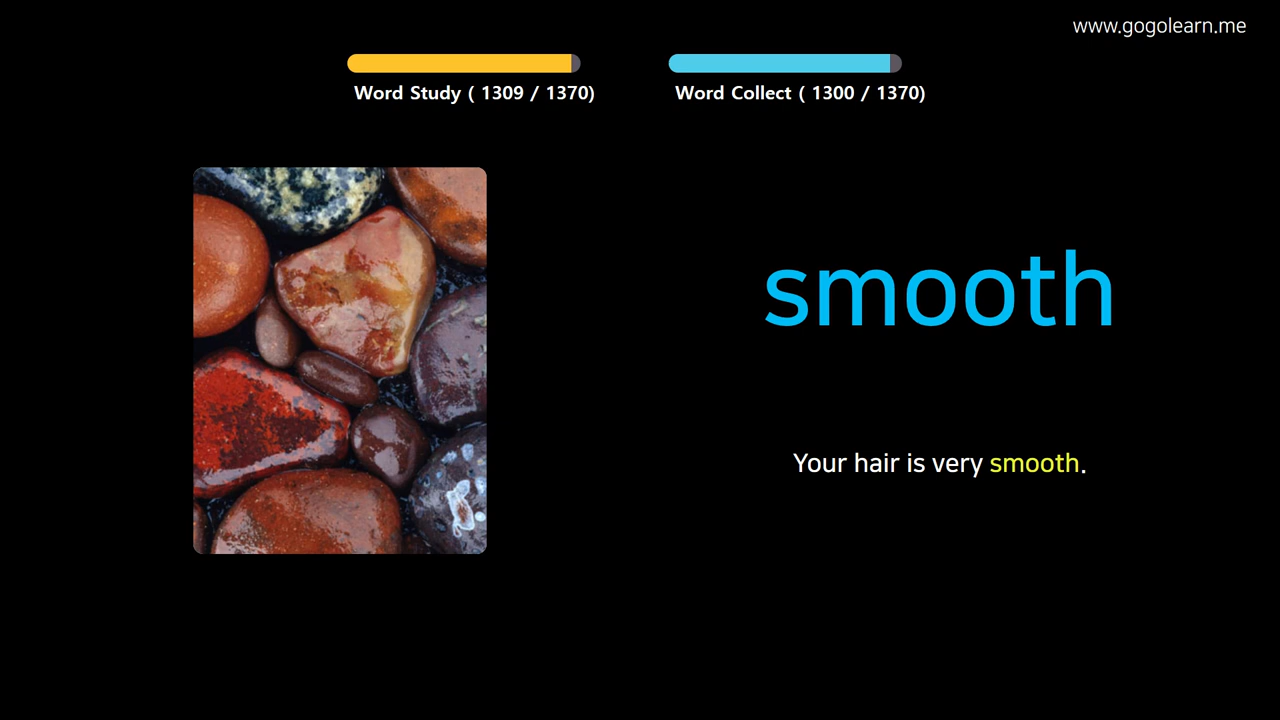 www.gogolearn.me
Word Study ( 1309 / 1370)
Word Collect ( 1300 / 1370)
smooth
Your hair is very smooth.